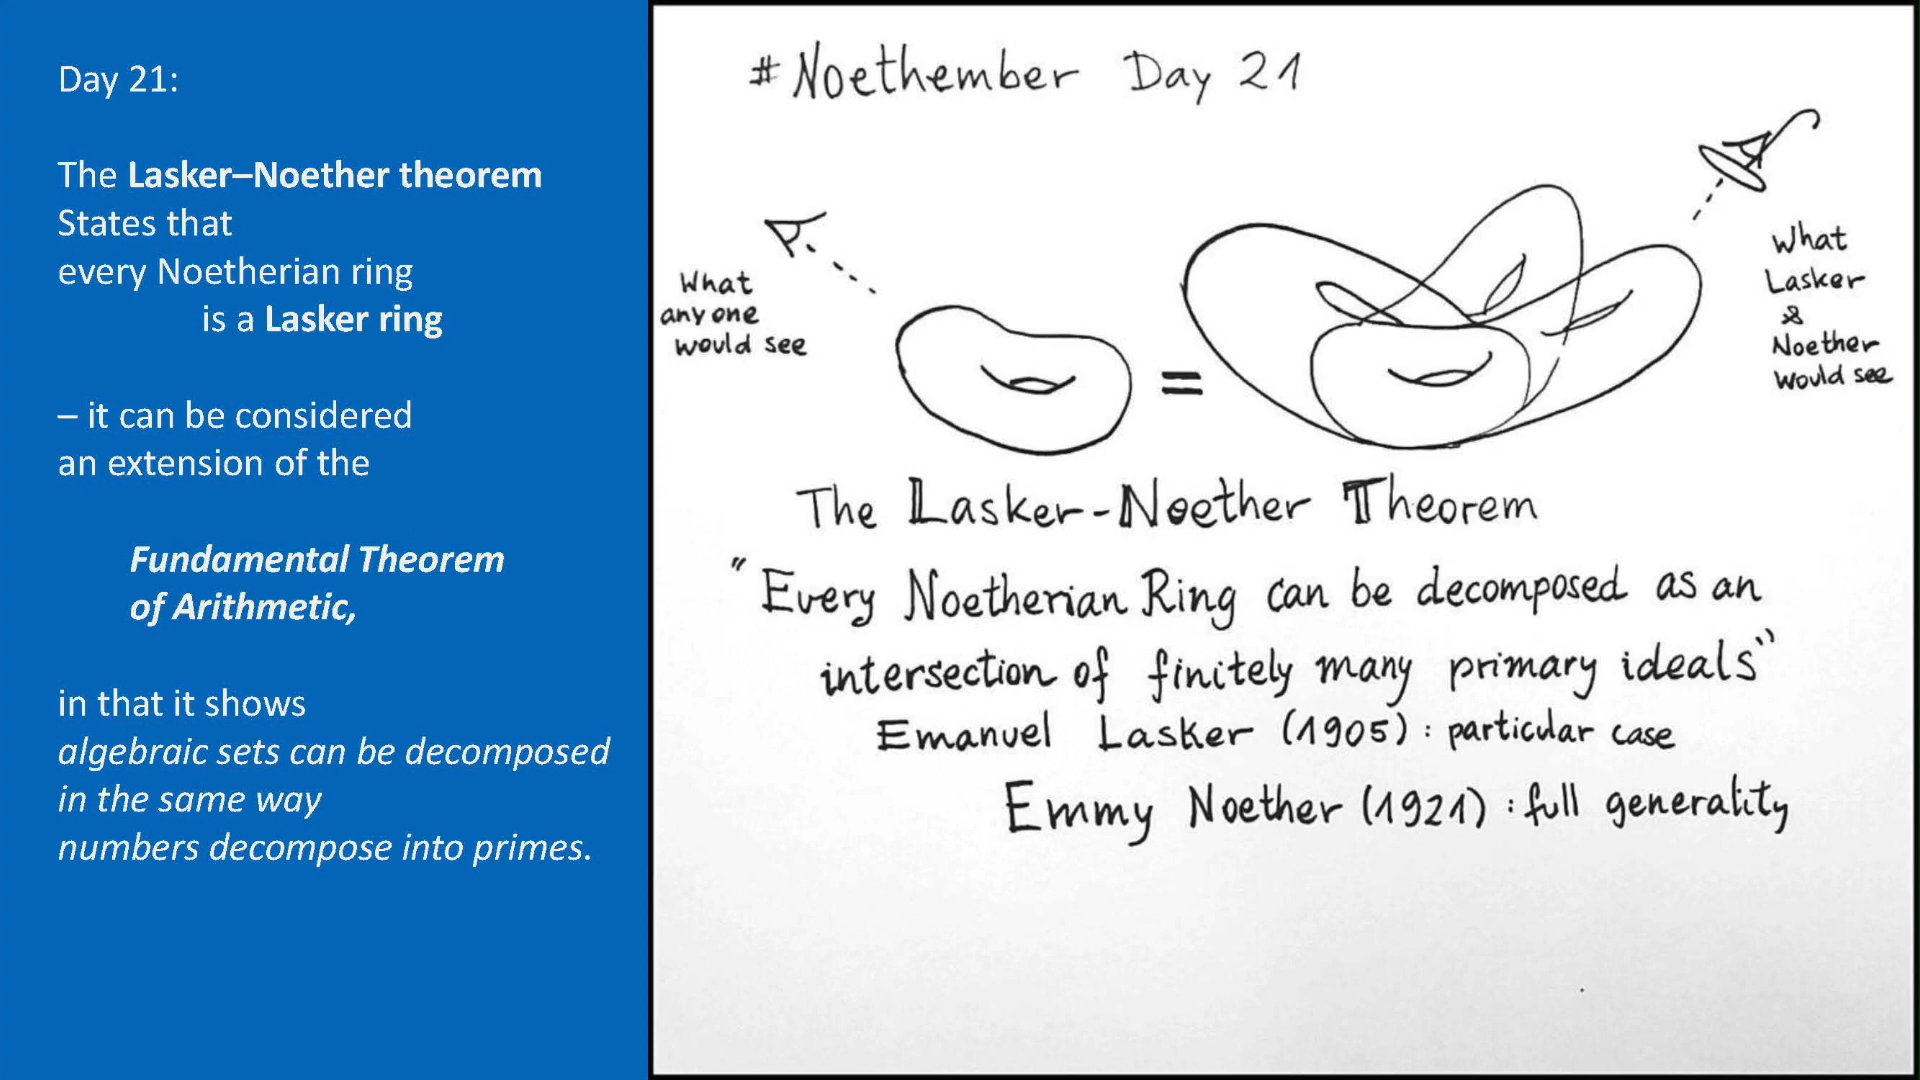 Day 21:
The Lasker–Noether theorem
States that
every Noetherian ring
is a Lasker ring
– it can be considered
an extension of the
Fundamental Theorem
of Arithmetic,
in that it shows
algebraic sets can be decomposed
in the same way
numbers decompose into primes.
#Noethember Day 21
What
anyone
would see
=
What
Lasker
&
Noether
would see
The Lasker-Noether Theorem
"Every Noetherian Ring can be decomposed as an
intersection of finitely many primary ideals"
Emanuel Lasker (1905): particular case
Emmy Noether (1921): full generality